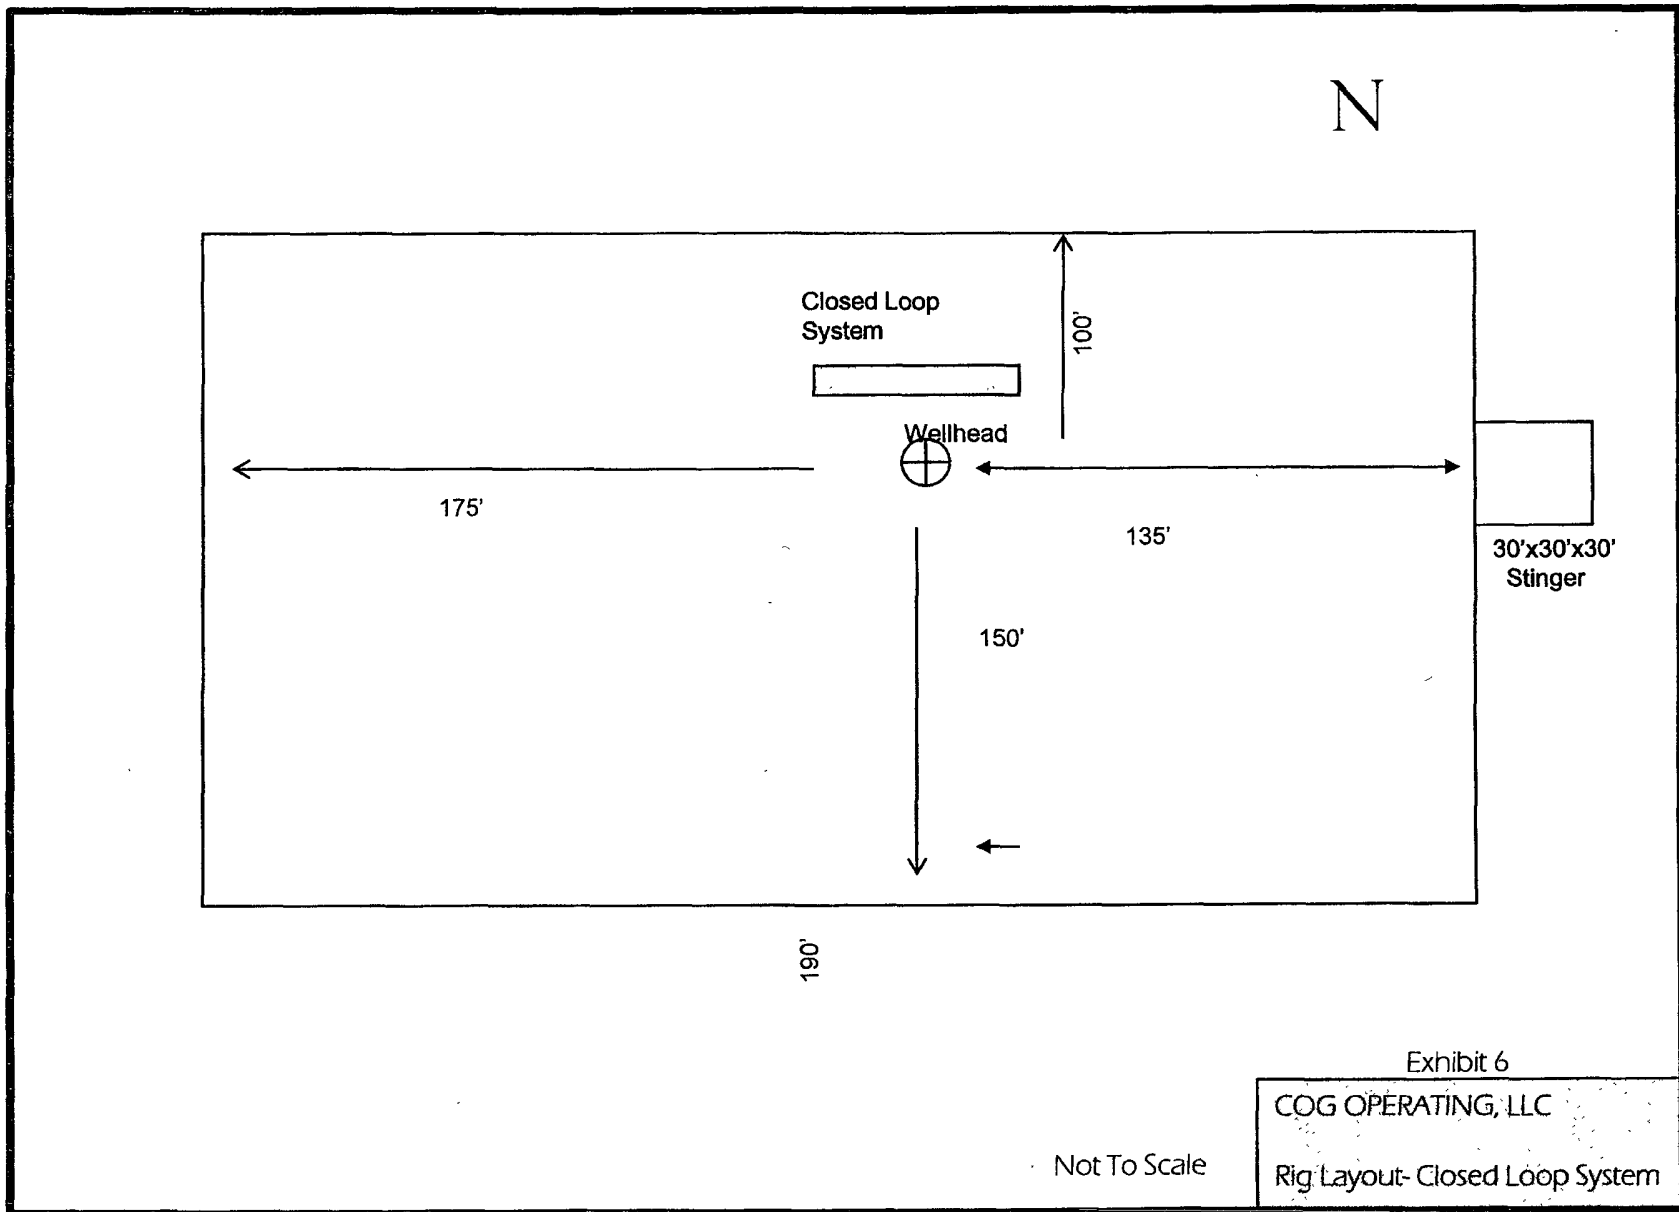 N
Closed Loop
System
100'
Wellhead
175'
135'
30'x30'x30'
Stinger
150'
190'
Exhibit 6
COG OPERATING, LLC
Not To Scale
Rig Layout- Closed Loop System